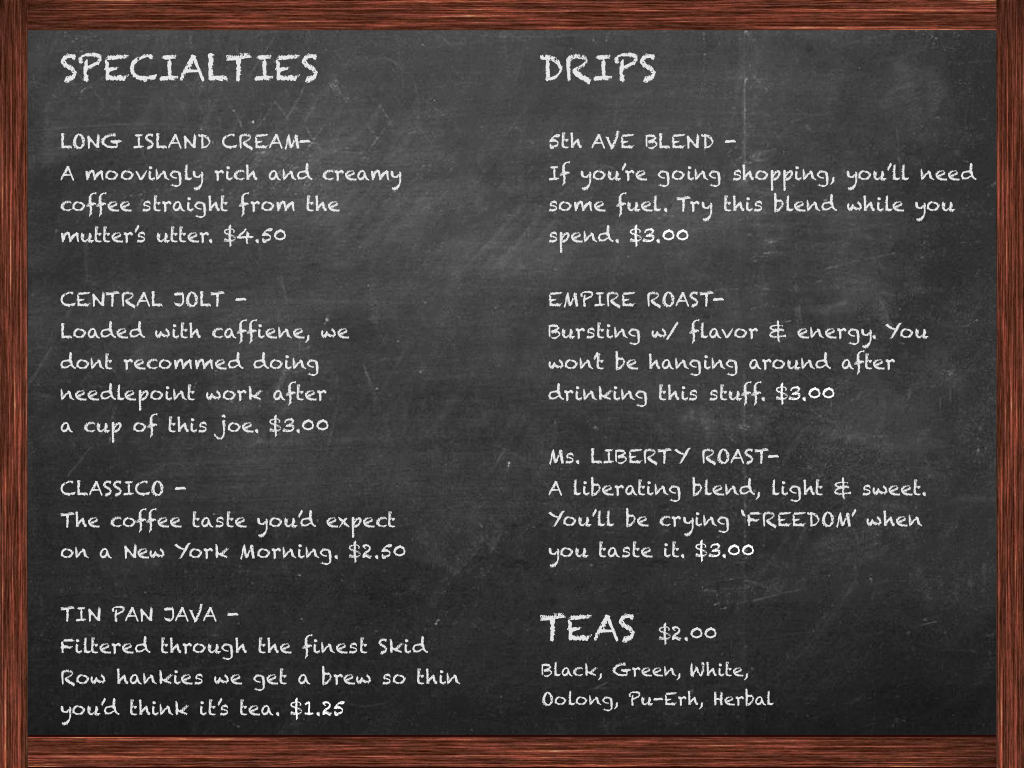 SPECIALTIES
LONG ISLAND CREAM-
A moovingly rich and creamy
coffee straight from the
mutter's utter. $4.50
CENTRAL JOLT -
Loaded with caffiene, we
dont recommed doing
needlepoint work after
a cup of this joe. $3.00
CLASSICO -
The coffee taste you'd expect
on a New York Morning. $2.50
TIN PAN JAVA -
Filtered through the finest Skid
Row hankies we get a brew so thin
you'd think it's tea. $1.25
DRIPS
5th AVE BLEND -
If you're going shopping, you'll need
some fuel. Try this blend while you
spend. $3.00
EMPIRE ROAST-
Bursting w/ flavor & energy. You
won't be hanging around after
drinking this stuff. $3.00
Ms. LIBERTY ROAST-
A liberating blend, light & sweet.
You'll be crying 'FREEDOM' when
you taste it. $3.00
TEAS $2.00
Black, Green, White,
Oolong, Pu-Erh, Herbal